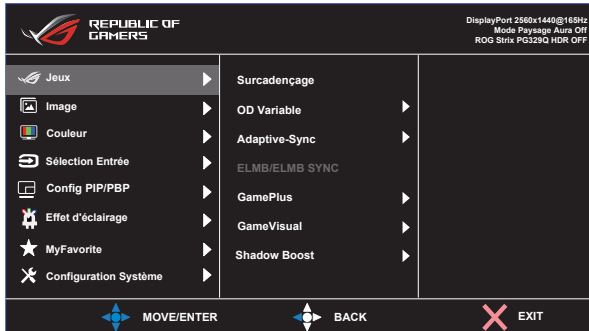 REPUBLIC OF
GAMERS
DisplayPort 2560x1440@165Hz
Mode Paysage Aura Off
ROG Strix PG329Q HDR OFF
Jeux
Image
Couleur
Sélection Entrée
Config PIP/PBP
Effet d'éclairage
MyFavorite
Configuration Système
Surcadençage
OD Variable
Adaptive-Sync
ELMB/ELMB SYNC
GamePlus
GameVisual
Shadow Boost
MOVE/ENTER
BACK
EXIT